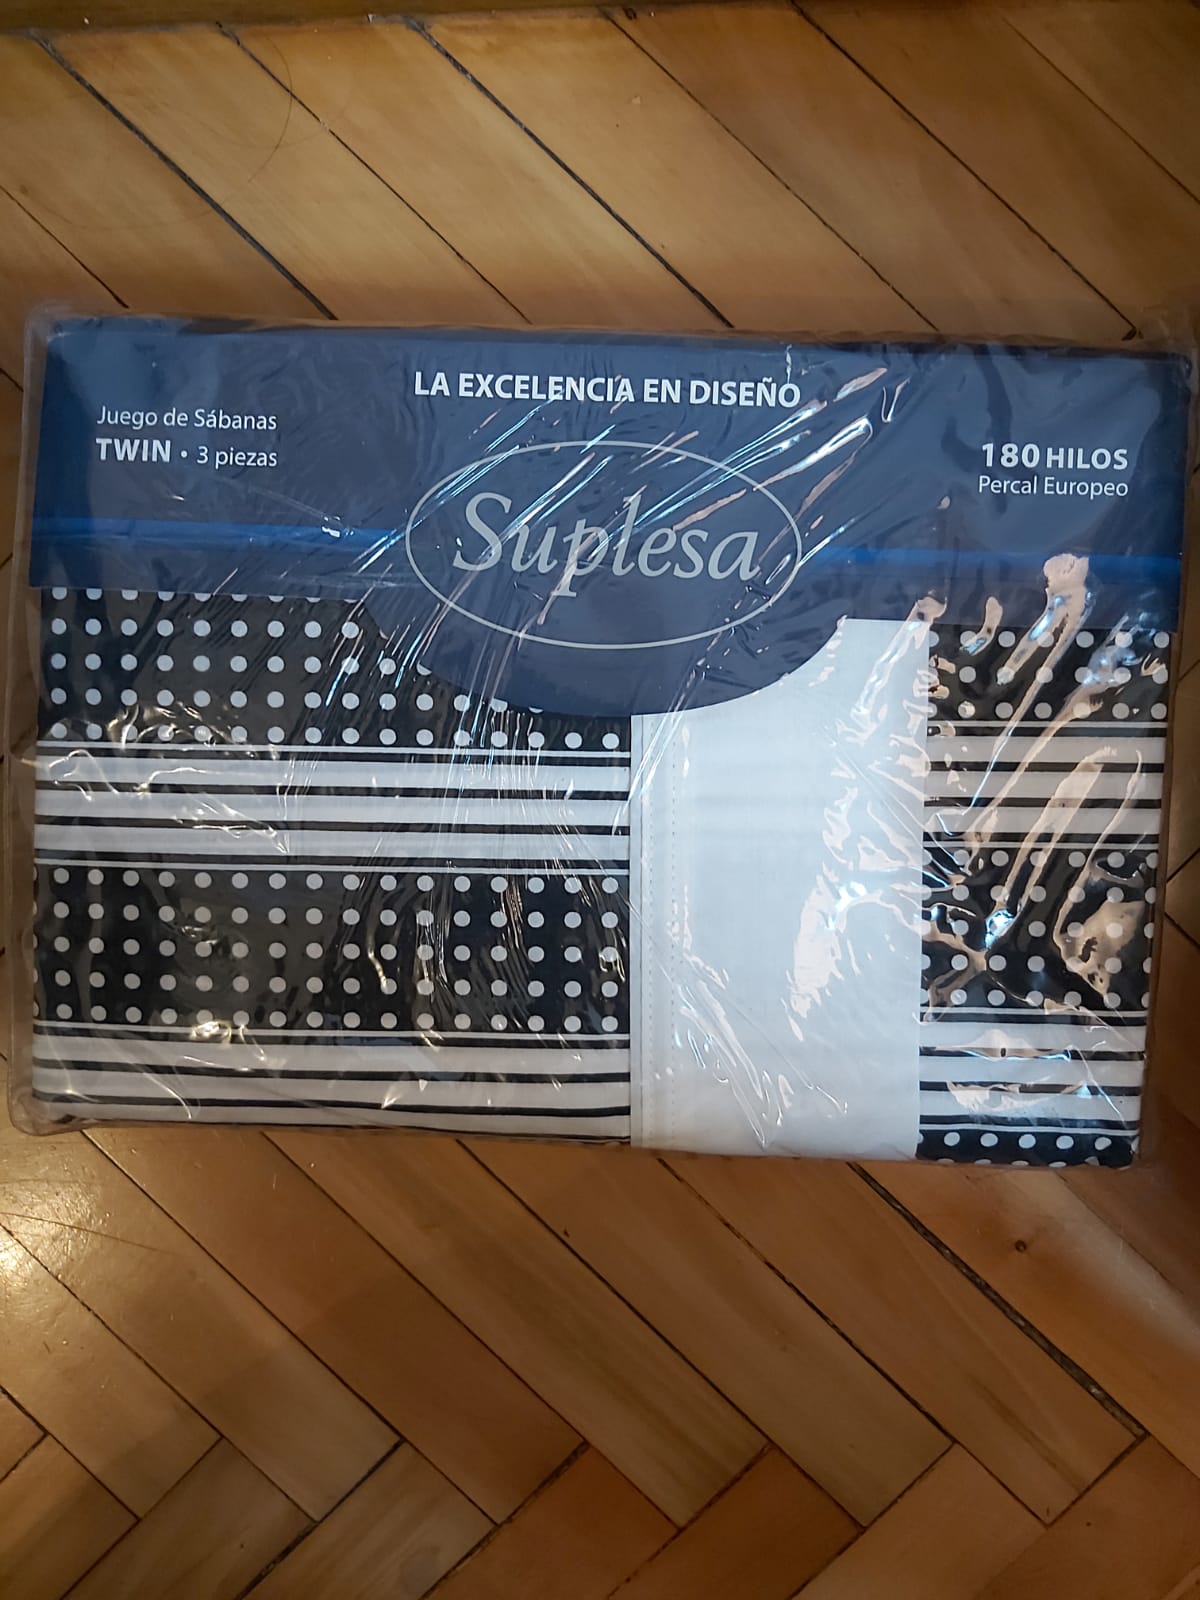 LA EXCELENCIA EN DISEÑO
Juego de Sábanas
TWIN • 3 piezas
Suplesa
180 HILOS
Percal Europeo